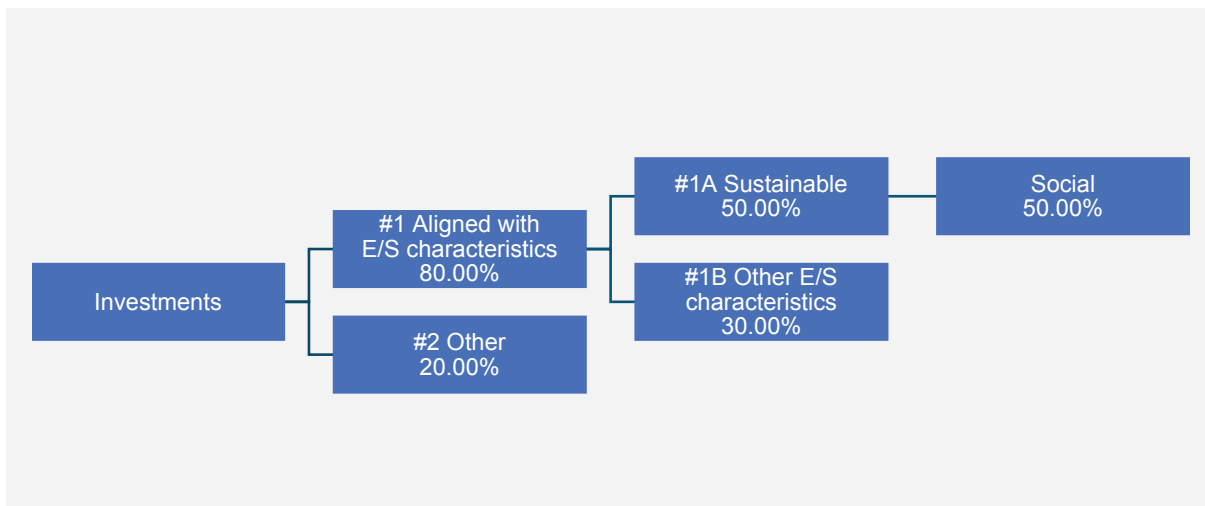 Investments
#1 Aligned with
E/S characteristics
80.00%
#2 Other
20.00%
#1A Sustainable
50.00%
#1B Other E/S
characteristics
30.00%
Social
50.00%